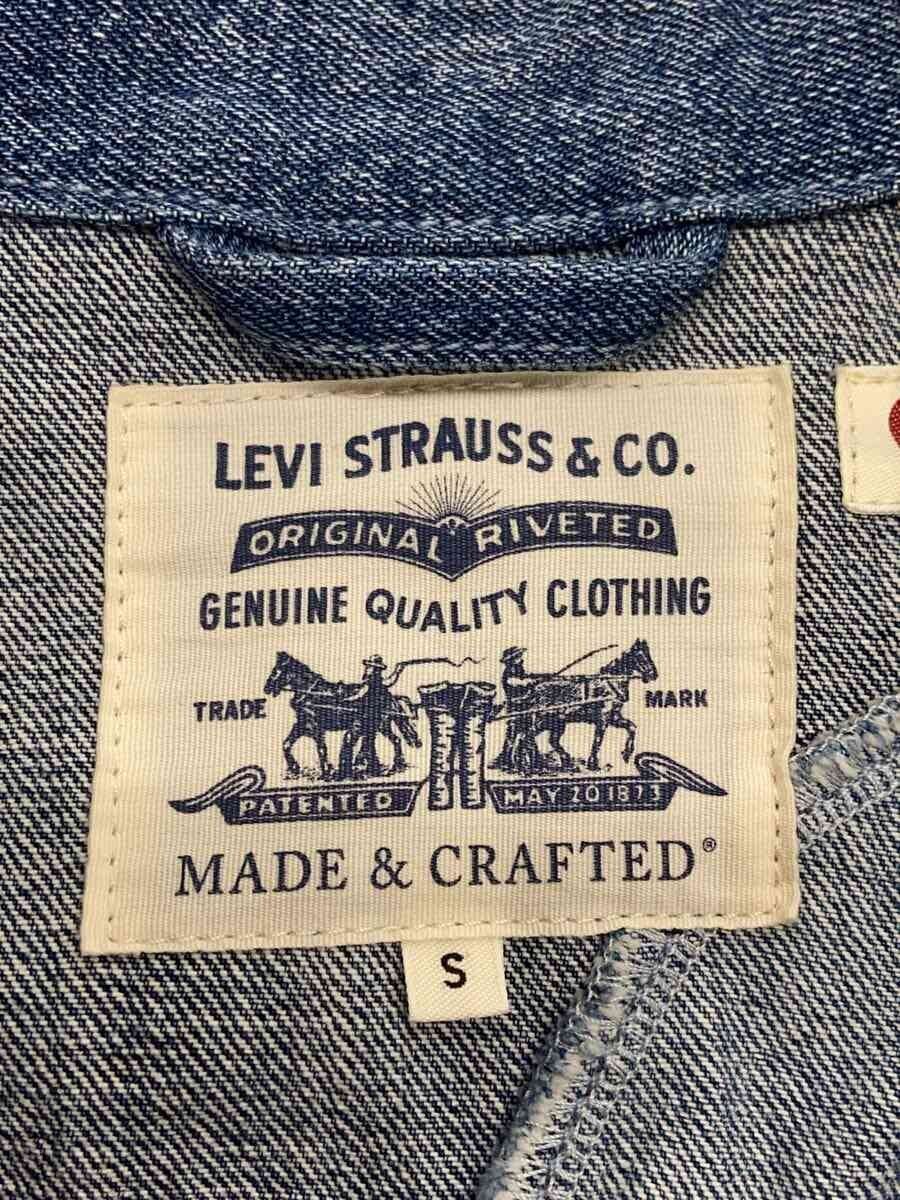 LEVI STRAUSS & CO.
ORIGINAL RIVETED
GENUINE QUALITY CLOTHING
TRADE MARK
PATENTED MAY 20 1873
MADE & CRAFTED®
S